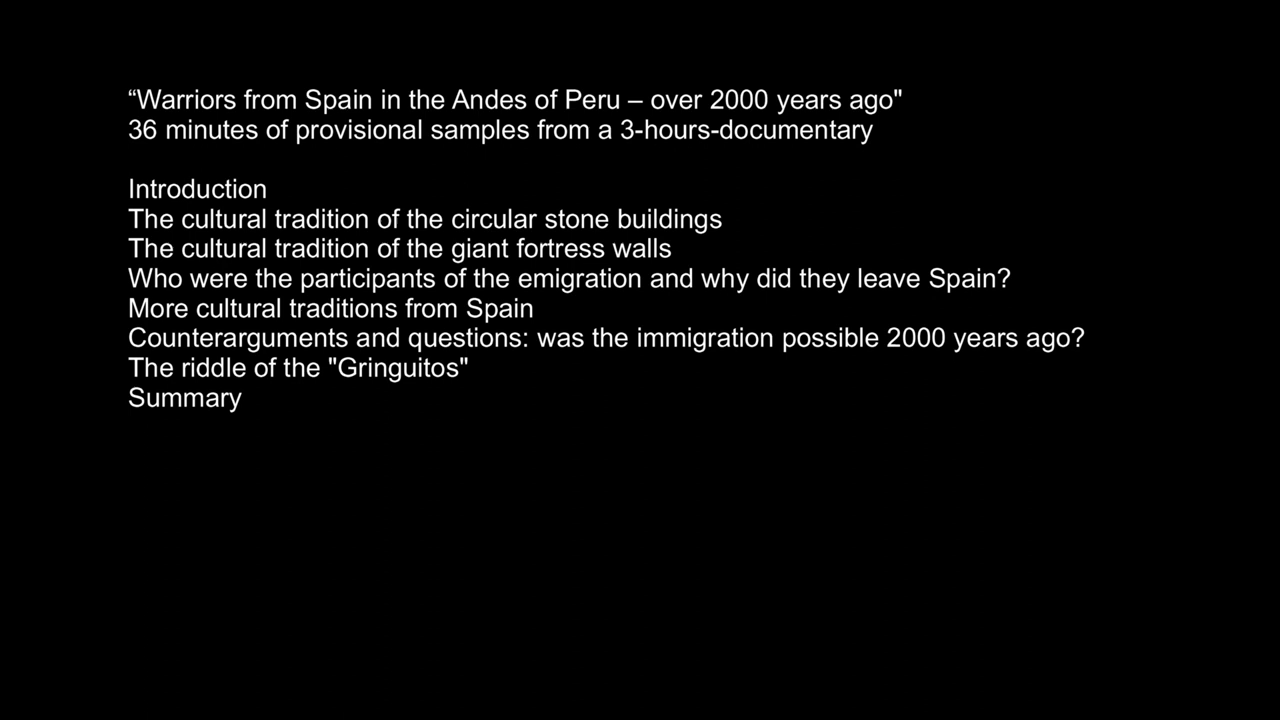 “Warriors from Spain in the Andes of Peru – over 2000 years ago"
36 minutes of provisional samples from a 3-hours-documentary
Introduction
The cultural tradition of the circular stone buildings
The cultural tradition of the giant fortress walls
Who were the participants of the emigration and why did they leave Spain?
More cultural traditions from Spain
Counterarguments and questions: was the immigration possible 2000 years ago?
The riddle of the "Gringuitos"
Summary